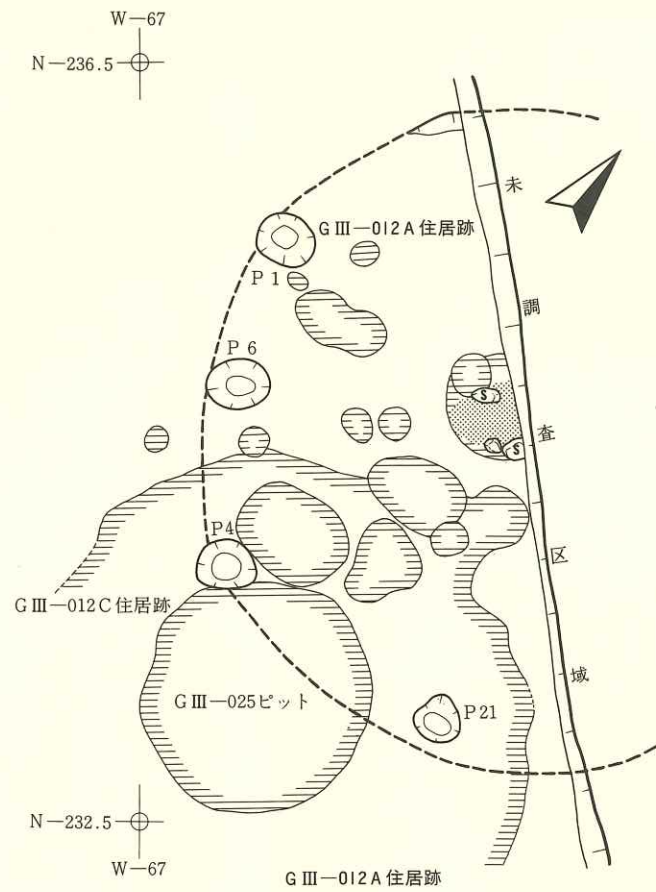 W—67
N—236.5
未調査区域
GⅢ—012A住居跡
P1
P6
S
S
P4
GⅢ—012C住居跡
GⅢ—025ピット
P21
N—232.5
W—67
GⅢ—012A住居跡